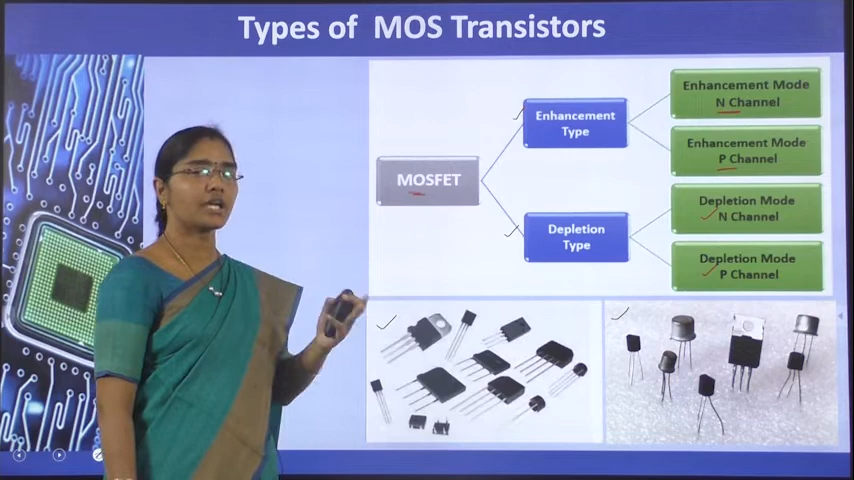 Types of MOS Transistors
MOSFET
Enhancement
Type
Depletion
Type
Enhancement Mode
N Channel
Enhancement Mode
P Channel
Depletion Mode
N Channel
Depletion Mode
P Channel